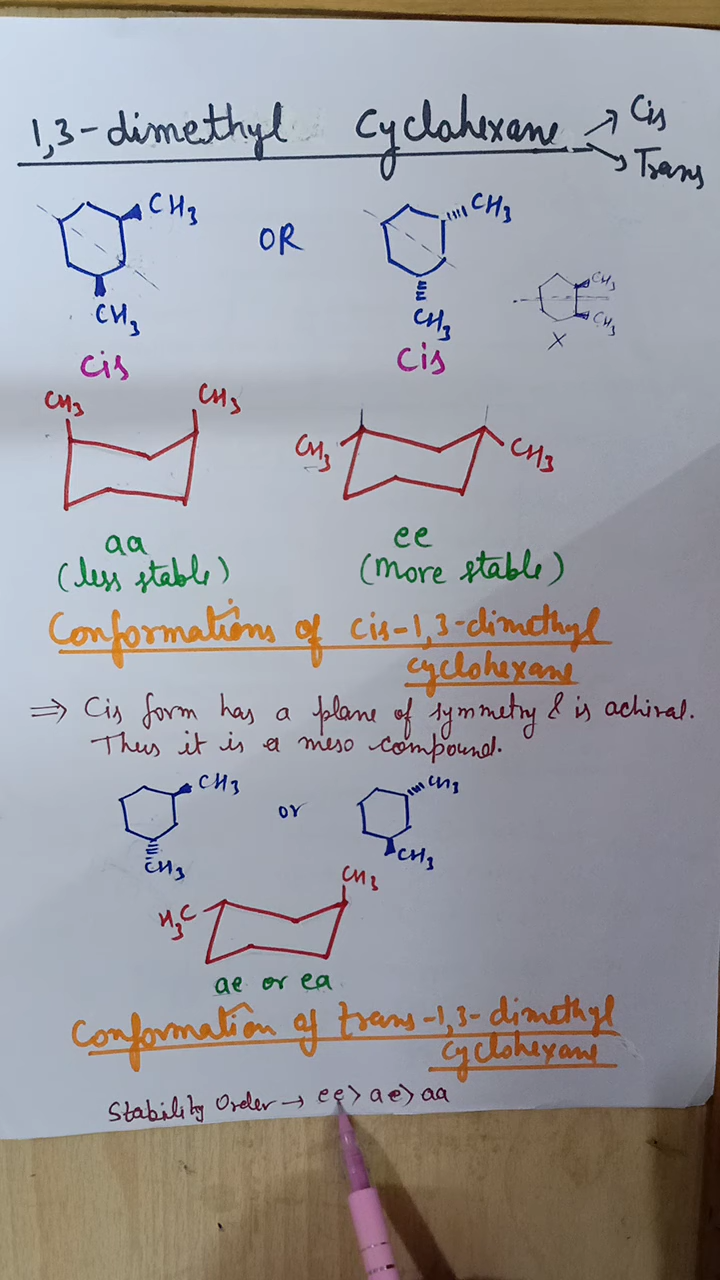 1,3-dimethyl Cyclohexane
Cis
Trans
CH3
CH3
OR
CH3
CH3
CH3
CH3
X
Cis
Cis
CH3
CH3
CH3
CH3
aa
(less stable)
ee
(More stable)
Conformations of Cis-1,3-dimethyl
cyclohexane
⇒ Cis form has a plane of symmetry & is achiral.
Thus it is a meso compound.
CH3
CH3
or
CH3
CH3
H3C
CH3
ae or ea
Conformation of trans-1,3-dimethyl
cyclohexane
Stability Order → ee > ae > aa